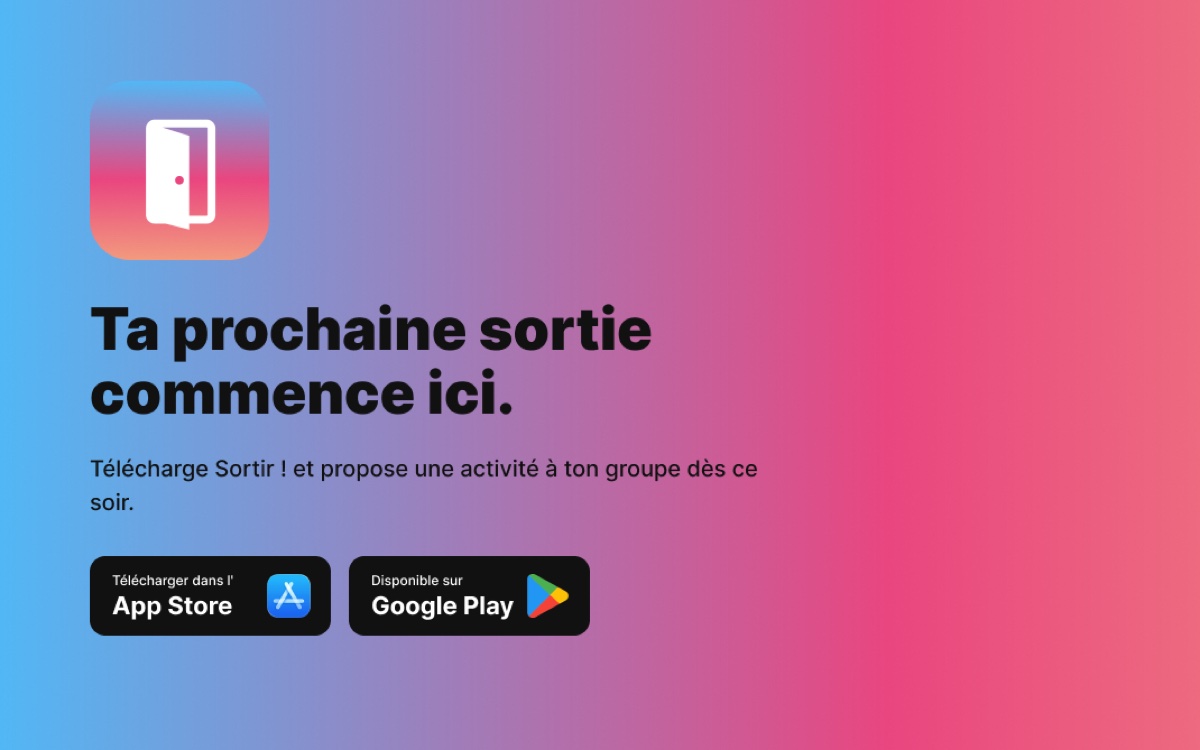 Ta prochaine sortie
commence ici.
Télécharge Sortir ! et propose une activité à ton groupe dès ce
soir.
Télécharger dans l'
App Store
Disponible sur
Google Play